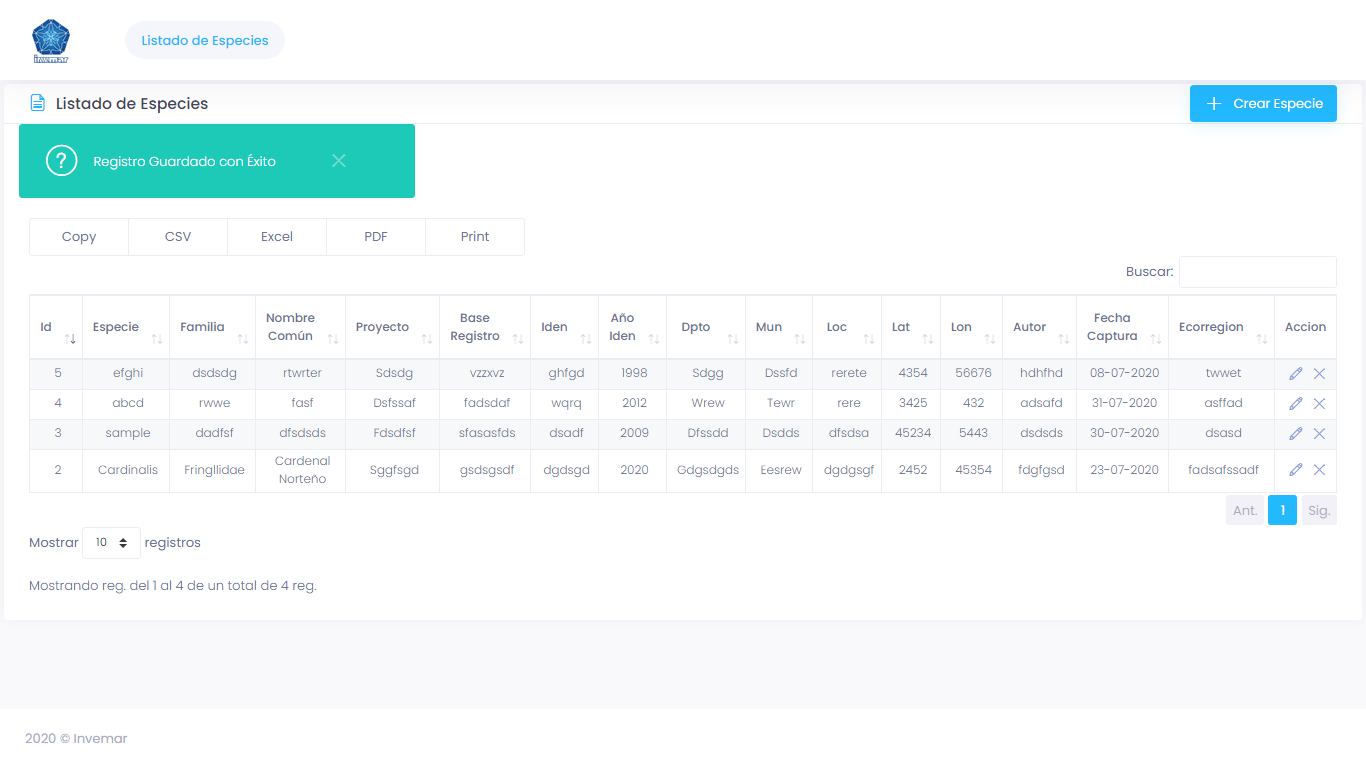 invemar
Listado de Especies
Listado de Especies
Crear Especie
? Registro Guardado con Éxito
Copy CSV Excel PDF Print
Buscar:
Id Especie Familia Nombre Común Proyecto Base Registro Iden Año Iden Dpto Mun Loc Lat Lon Autor Fecha Captura Ecorregion Accion
5 efghi dsdsdg rtwrter Sdsdg vzzxvz ghfgd 1998 Sdgg Dssfd rerete 4354 56676 hdhfhd 08-07-2020 twwet
4 abcd rwwe fasf Dsfssaf fadsdaf wqrq 2012 Wrew Tewr rere 3425 432 adsafd 31-07-2020 asffad
3 sample dadfsf dfsdsds Fdsdfsf sfasasfds dsadf 2009 Dfssdd Dsdds dfsdsa 45234 5443 dsdsds 30-07-2020 dsasd
2 Cardinalis Fringllidae Cardenal Norteño Sggfsgd gsdsgsdf dgdsgd 2020 Gdgsdgds Eesrew dgdgsgf 2452 45354 fdgfgsd 23-07-2020 fadsafssadf
Ant. 1 Sig.
Mostrar 10 registros
Mostrando reg. del 1 al 4 de un total de 4 reg.
2020 © Invemar